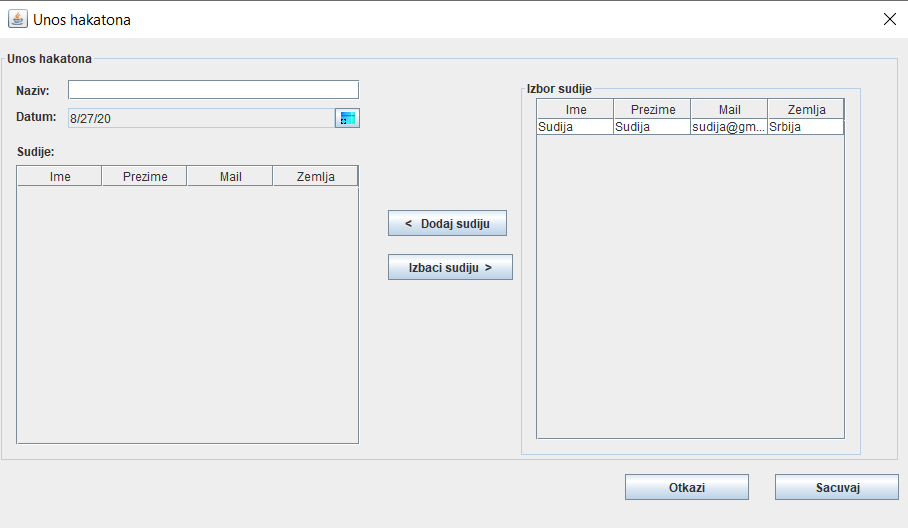 Unos hakatona
Unos hakatona
Naziv:
Datum: 8/27/20
Sudije:
Ime Prezime Mail Zemlja
< Dodaj sudiju
Izbaci sudiju >
Izbor sudije
Ime Prezime Mail Zemlja
Sudija Sudija sudija@gm... Srbija
Otkazi Sacuvaj